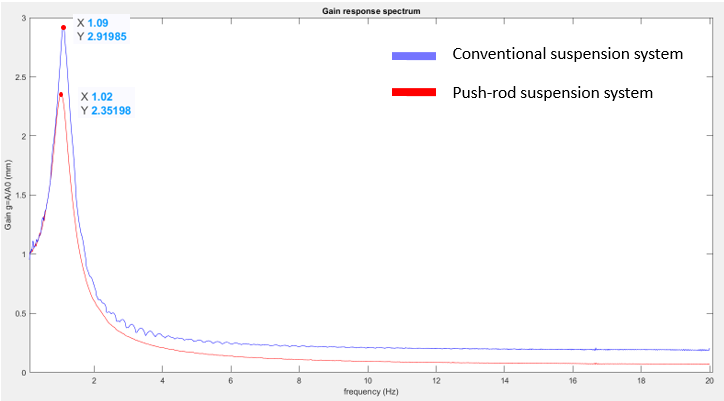 Gain response spectrum
X 1.09
Y 2.91985
X 1.02
Y 2.35198
Conventional suspension system
Push-rod suspension system
Gain g=A/A0 (mm)
3
2.5
2
1.5
1
0.5
0
2 4 6 8 10 12 14 16 18 20
frequency (Hz)